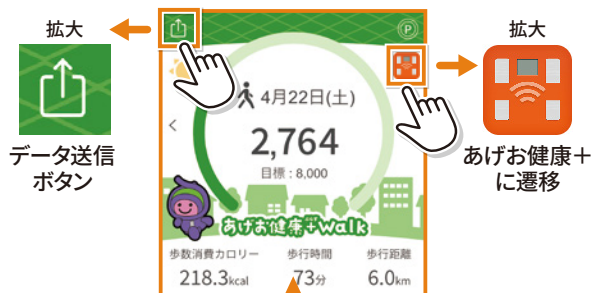 拡大
データ送信
ボタン
P
4月22日(土)
2,764
目標 : 8,000
あげお健康+Walk
歩数消費カロリー 歩行時間 歩行距離
218.3kcal 73分 6.0km
拡大
あげお健康+
に遷移